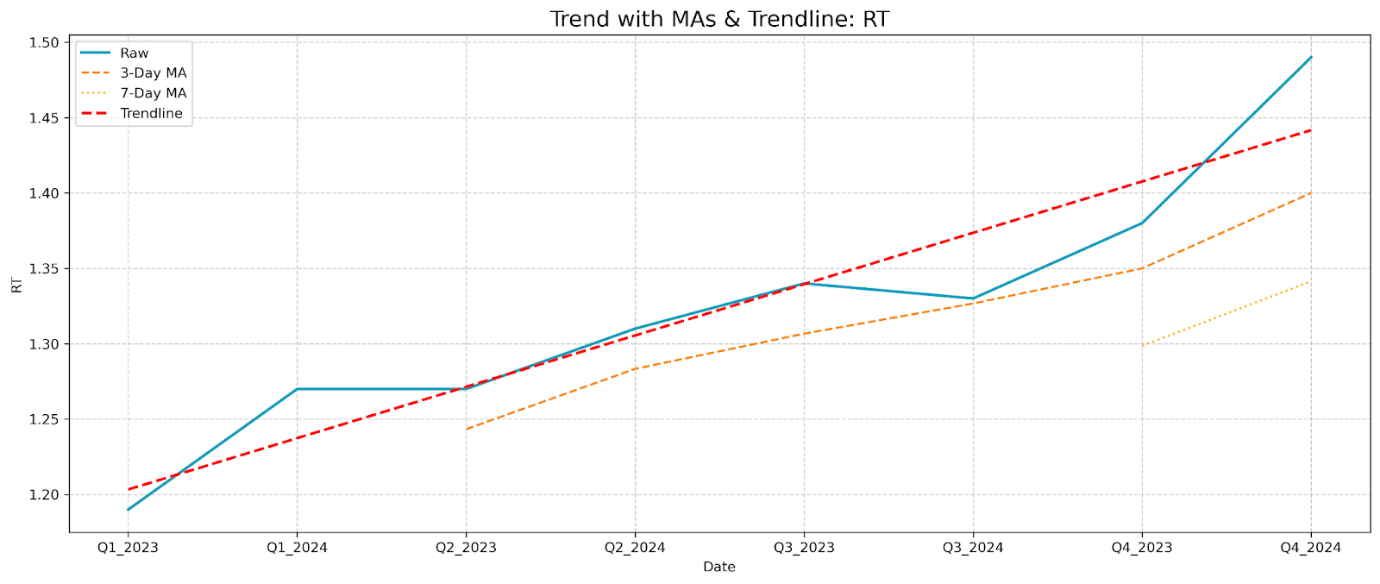 Trend with MAs & Trendline: RT
Raw
3-Day MA
7-Day MA
Trendline
1.50
1.45
1.40
1.35
1.30
1.25
1.20
RT
Q1_2023 Q1_2024 Q2_2023 Q2_2024 Q3_2023 Q3_2024 Q4_2023 Q4_2024
Date